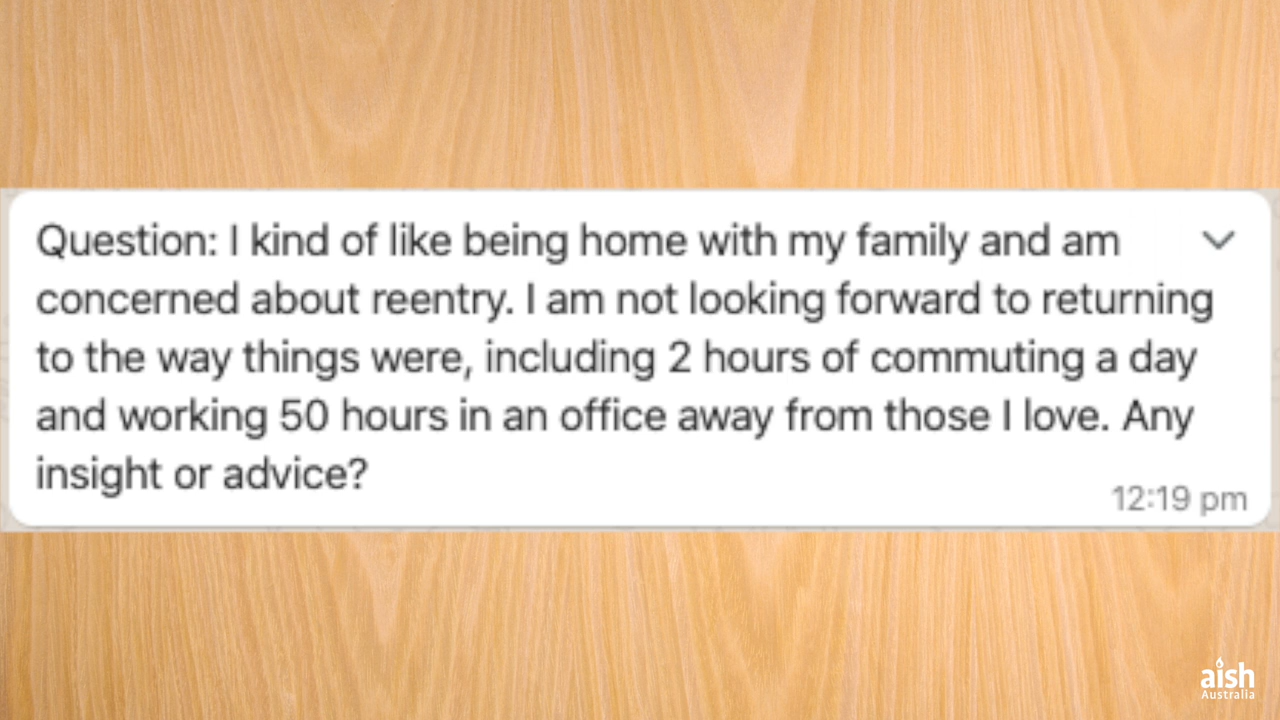 Question: I kind of like being home with my family and am
concerned about reentry. I am not looking forward to returning
to the way things were, including 2 hours of commuting a day
and working 50 hours in an office away from those I love. Any
insight or advice?
12:19 pm
aish
Australia